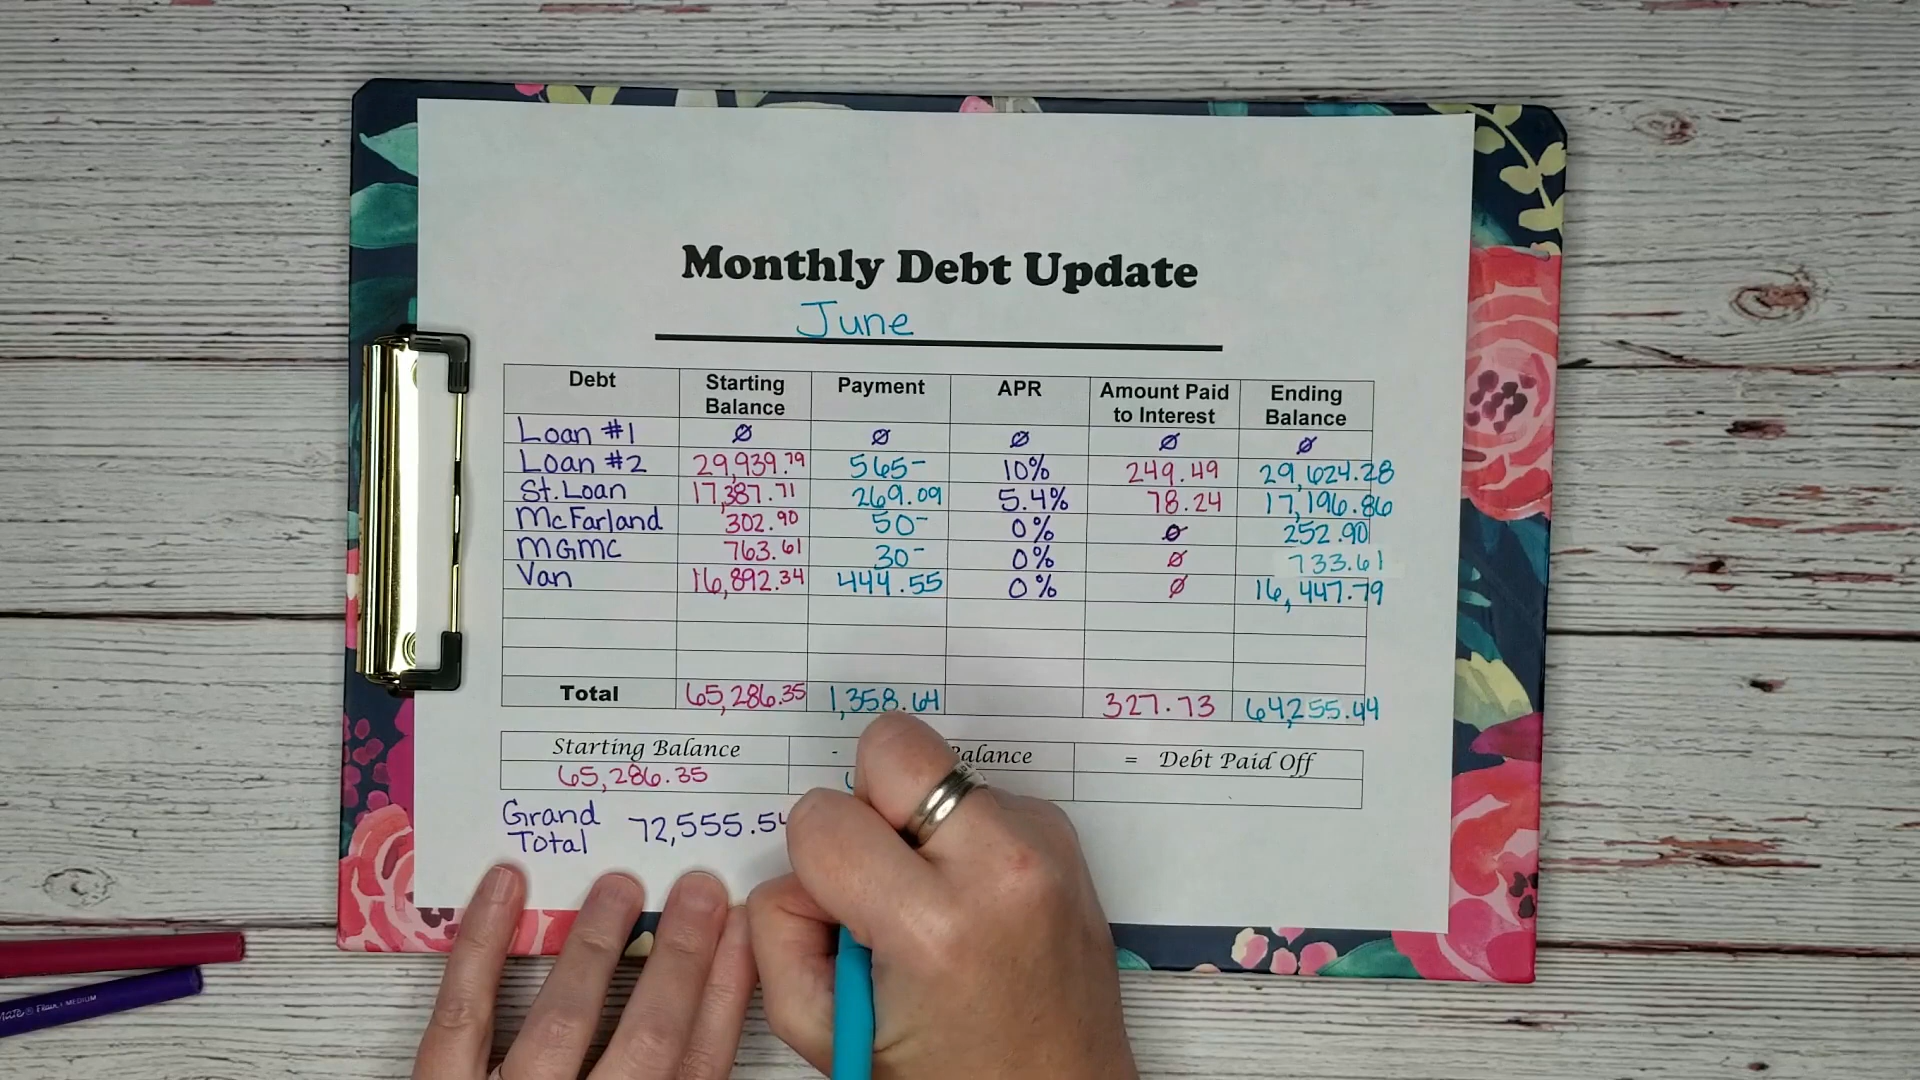 Monthly Debt Update
June
Debt Starting Balance Payment APR Amount Paid to Interest Ending Balance
Loan #1 Ø Ø Ø Ø Ø
Loan #2 29,939.79 565- 10% 249.49 29,624.28
St. Loan 17,387.71 269.09 5.4% 78.24 17,196.86
McFarland 302.90 50- 0% Ø 252.90
MGMC 763.61 30- 0% Ø 733.61
Van 16,892.34 444.55 0% Ø 16,447.79
Total 65,286.35 1,358.64 327.73 64,255.44
Starting Balance - Balance = Debt Paid Off
65,286.35
Grand Total 72,555.54